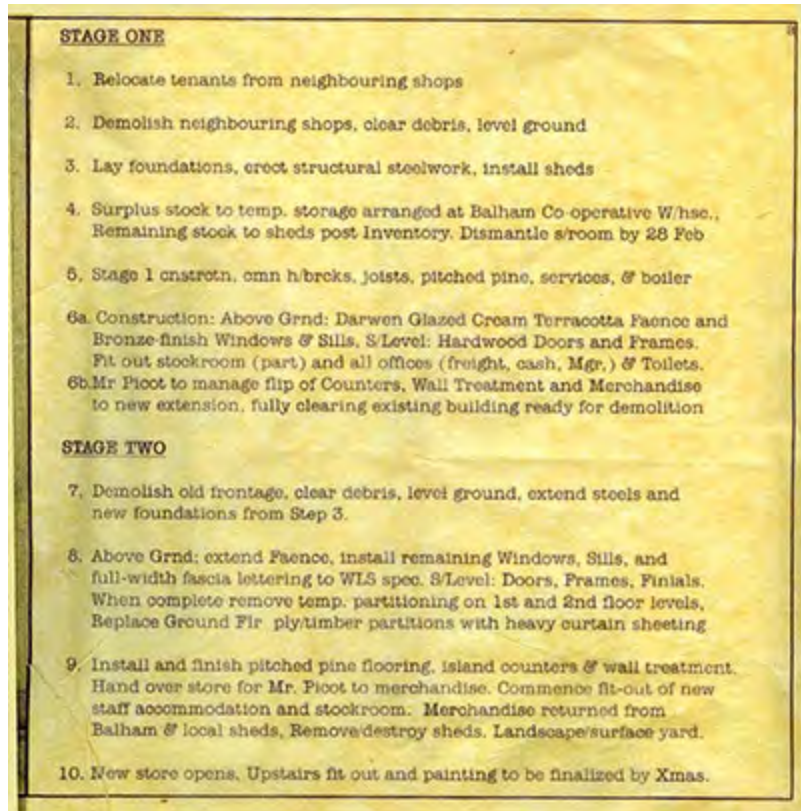 STAGE ONE
1. Relocate tenants from neighbouring shops
2. Demolish neighbouring shops, clear debris, level ground
3. Lay foundations, erect structural steelwork, install sheds
4. Surplus stock to temp. storage arranged at Balham Co-operative W/hse.,
Remaining stock to sheds post Inventory. Dismantle s/room by 28 Feb
5. Stage 1 cnstrctn, cmn h/brcks, joists, pitched pine, services, & boiler
6a. Construction: Above Grnd: Darwen Glazed Cream Terracotta Faence and
Bronze-finish Windows & Sills, S/Level: Hardwood Doors and Frames.
Fit out stockroom (part) and all offices (freight, cash, Mgr.) & Toilets.
6b. Mr Picot to manage flip of Counters, Wall Treatment and Merchandise
to new extension, fully clearing existing building ready for demolition
STAGE TWO
7. Demolish old frontage, clear debris, level ground, extend steels and
new foundations from Step 3.
8. Above Grnd: extend Faence, install remaining Windows, Sills, and
full-width fascia lettering to WLS spec. S/Level: Doors, Frames, Finials.
When complete remove temp. partitioning on 1st and 2nd floor levels,
Replace Ground Flr ply/timber partitions with heavy curtain sheeting
9. Install and finish pitched pine flooring, island counters & wall treatment.
Hand over store for Mr. Picot to merchandise. Commence fit-out of new
staff accommodation and stockroom. Merchandise returned from
Balham & local sheds, Remove/destroy sheds. Landscape/surface yard.
10. New store opens, Upstairs fit out and painting to be finalized by Xmas.